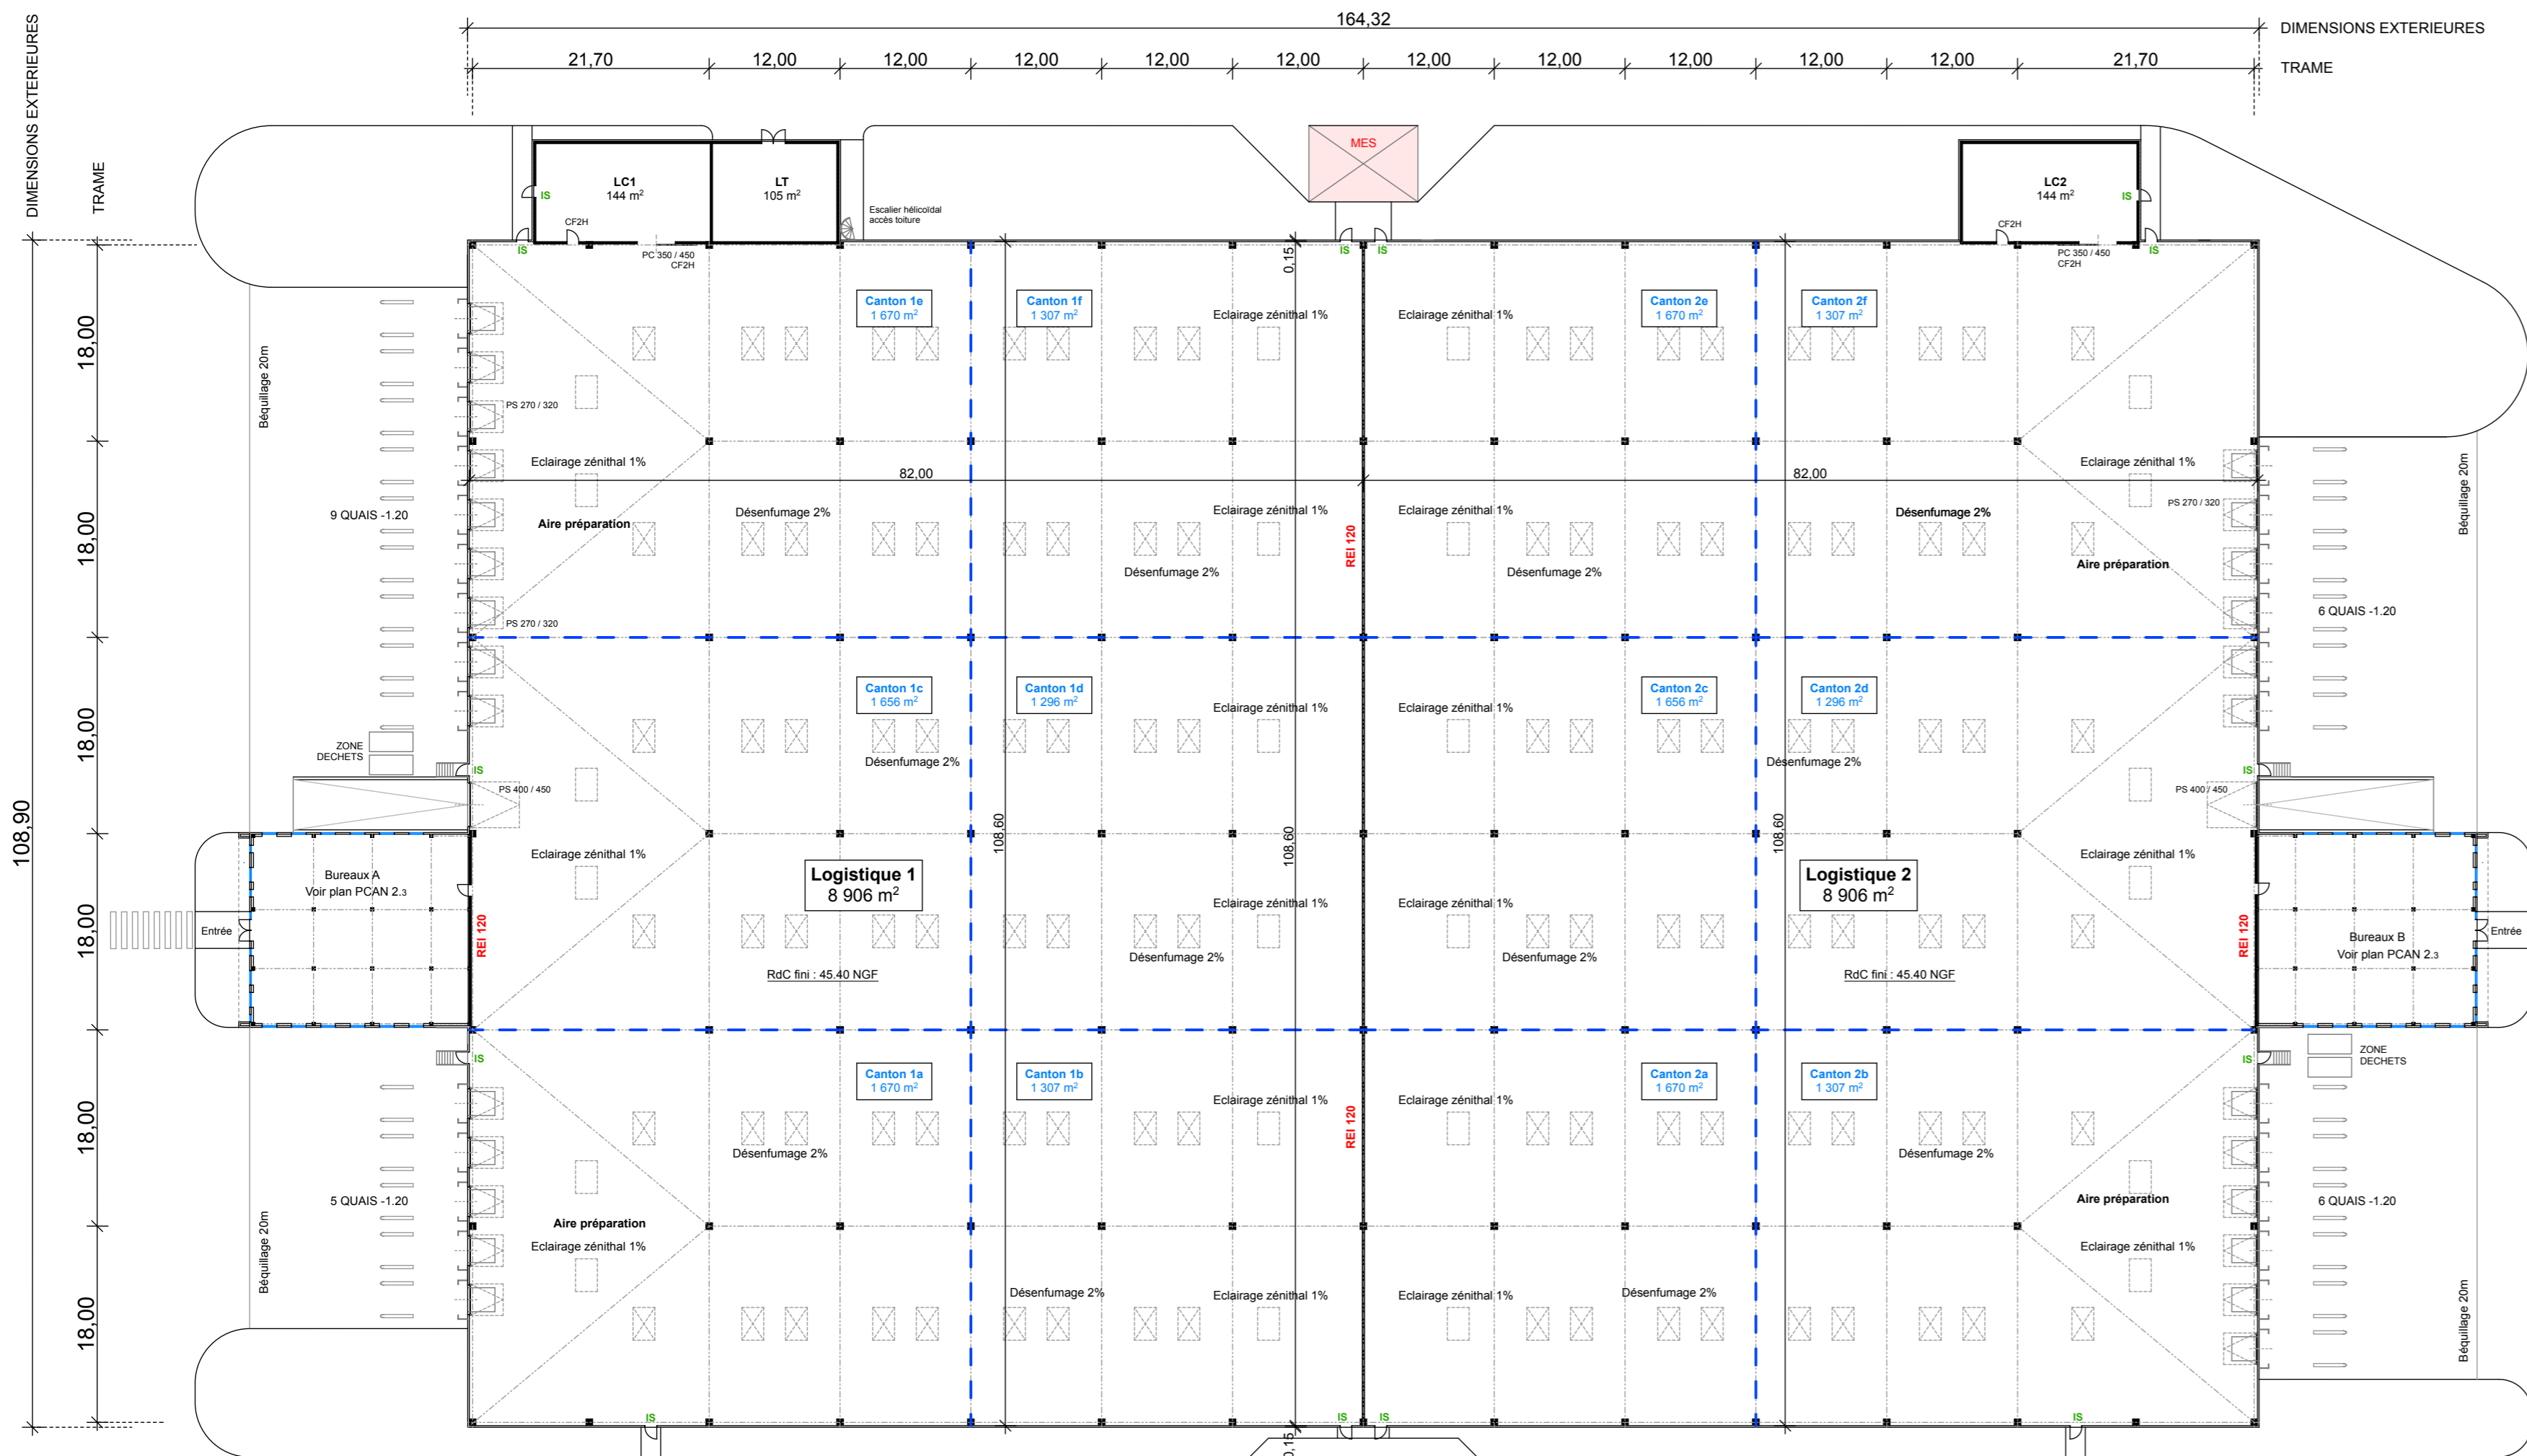 164,32
DIMENSIONS EXTERIEURES
21,70
12,00
12,00
12,00
12,00
12,00
12,00
12,00
12,00
12,00
12,00
21,70
TRAME
DIMENSIONS EXTERIEURES
TRAME
108,90
18,00
18,00
18,00
18,00
18,00
18,00
MES
LC1
144 m²
LT
105 m²
LC2
144 m²
IS
IS
CF2H
CF2H
Escalier hélicoïdal
accès toiture
IS
PC 350 / 450
CF2H
0,15
IS
IS
PC 350 / 450
CF2H
IS
Canton 1e
1 670 m²
Canton 1f
1 307 m²
Canton 2e
1 670 m²
Canton 2f
1 307 m²
Eclairage zénithal 1%
Eclairage zénithal 1%
Béquillage 20m
PS 270 / 320
Eclairage zénithal 1%
Eclairage zénithal 1%
82,00
82,00
Béquillage 20m
PS 270 / 320
9 QUAIS -1.20
Aire préparation
Désenfumage 2%
Eclairage zénithal 1%
Eclairage zénithal 1%
Désenfumage 2%
REI 120
Désenfumage 2%
Désenfumage 2%
Aire préparation
6 QUAIS -1.20
PS 270 / 320
Canton 1c
1 656 m²
Canton 1d
1 296 m²
Canton 2c
1 656 m²
Canton 2d
1 296 m²
Eclairage zénithal 1%
Eclairage zénithal 1%
ZONE
DECHETS
IS
Désenfumage 2%
Désenfumage 2%
IS
PS 400 / 450
PS 400 / 450
108,60
108,60
108,60
Eclairage zénithal 1%
Eclairage zénithal 1%
Bureaux A
Voir plan PCAN 2.3
Entrée
REI 120
Logistique 1
8 906 m²
Logistique 2
8 906 m²
Eclairage zénithal 1%
Eclairage zénithal 1%
REI 120
Bureaux B
Voir plan PCAN 2.3
Entrée
Désenfumage 2%
Désenfumage 2%
RdC fini : 45.40 NGF
RdC fini : 45.40 NGF
IS
IS
ZONE
DECHETS
Canton 1a
1 670 m²
Canton 1b
1 307 m²
Canton 2a
1 670 m²
Canton 2b
1 307 m²
Eclairage zénithal 1%
Eclairage zénithal 1%
REI 120
Désenfumage 2%
Désenfumage 2%
5 QUAIS -1.20
Aire préparation
6 QUAIS -1.20
Béquillage 20m
Aire préparation
Eclairage zénithal 1%
Eclairage zénithal 1%
Désenfumage 2%
Eclairage zénithal 1%
Eclairage zénithal 1%
Désenfumage 2%
Béquillage 20m
IS
IS
IS
IS
0,15